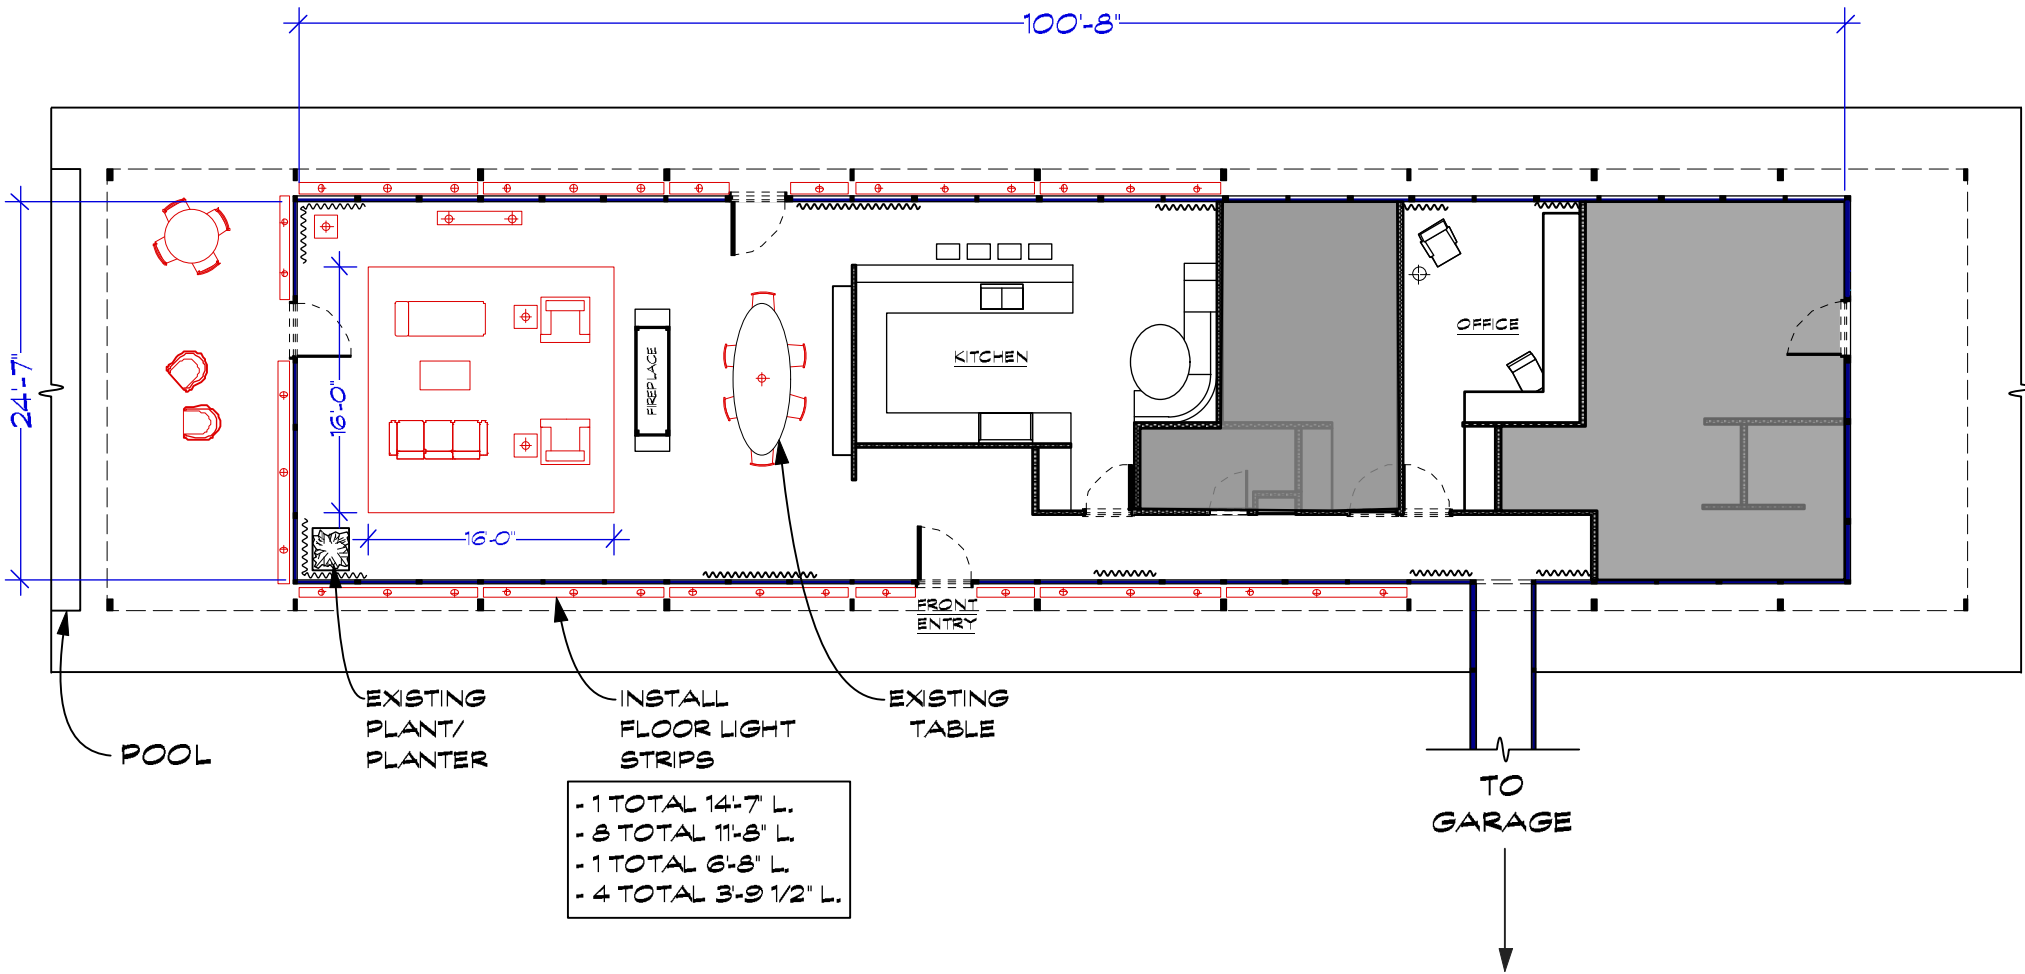 100'-8"
24'-7"
16'-0"
16'-0"
FIREPLACE
KITCHEN
OFFICE
FRONT
ENTRY
POOL
EXISTING
PLANT/
PLANTER
INSTALL
FLOOR LIGHT
STRIPS
- 1 TOTAL 14'-7" L.
- 8 TOTAL 11'-8" L.
- 1 TOTAL 6'-8" L.
- 4 TOTAL 3'-9 1/2" L.
EXISTING
TABLE
TO
GARAGE